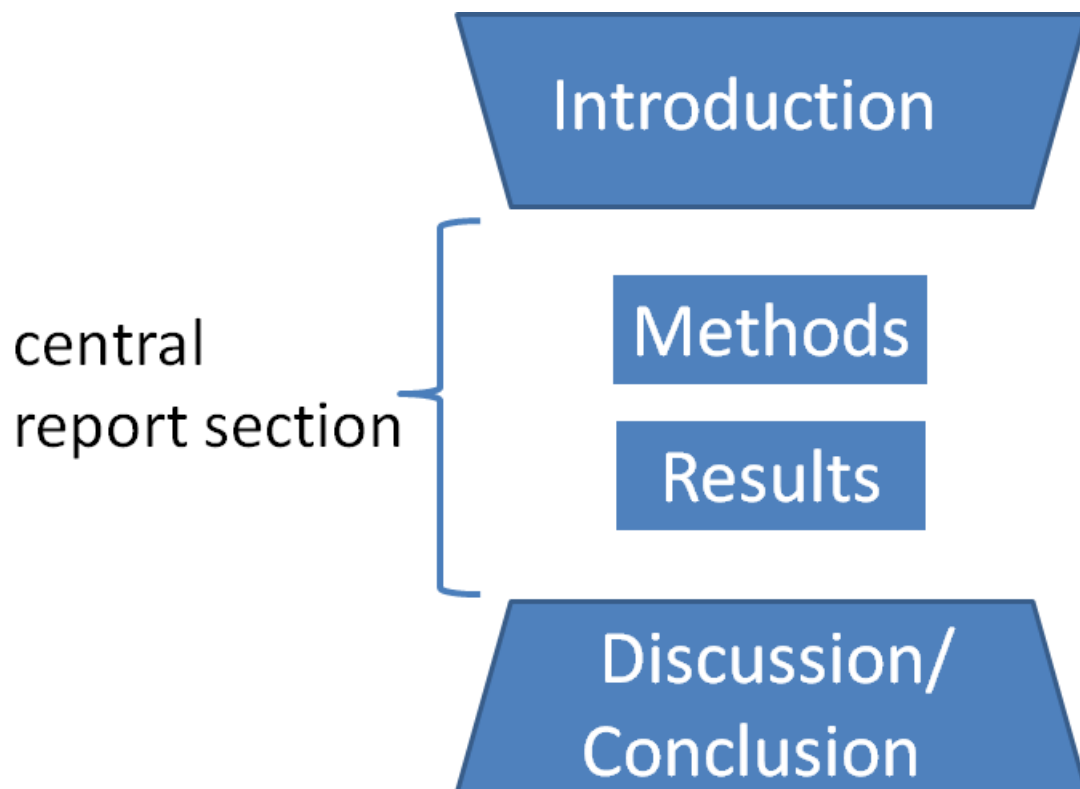 Introduction
central
report section
Methods
Results
Discussion/
Conclusion